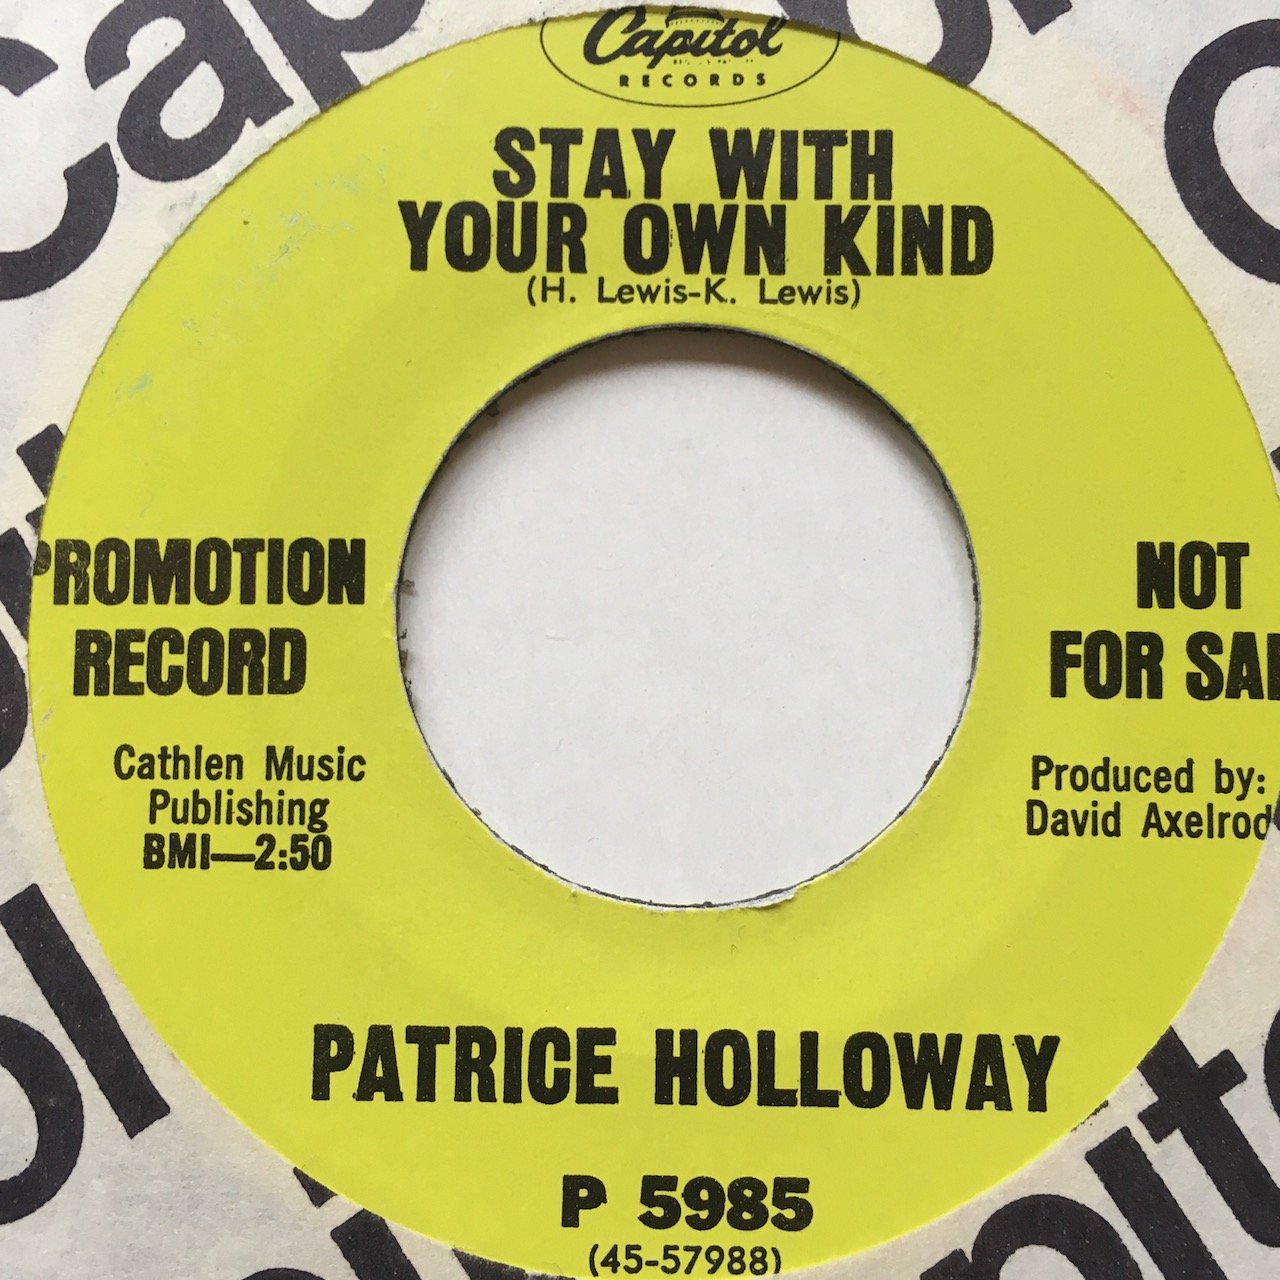 Capitol
RECORDS
STAY WITH
YOUR OWN KIND
(H. Lewis-K. Lewis)
PROMOTION
RECORD
NOT
FOR SAL
Cathlen Music
Publishing
BMI—2:50
Produced by:
David Axelrod
PATRICE HOLLOWAY
P 5985
(45-57988)